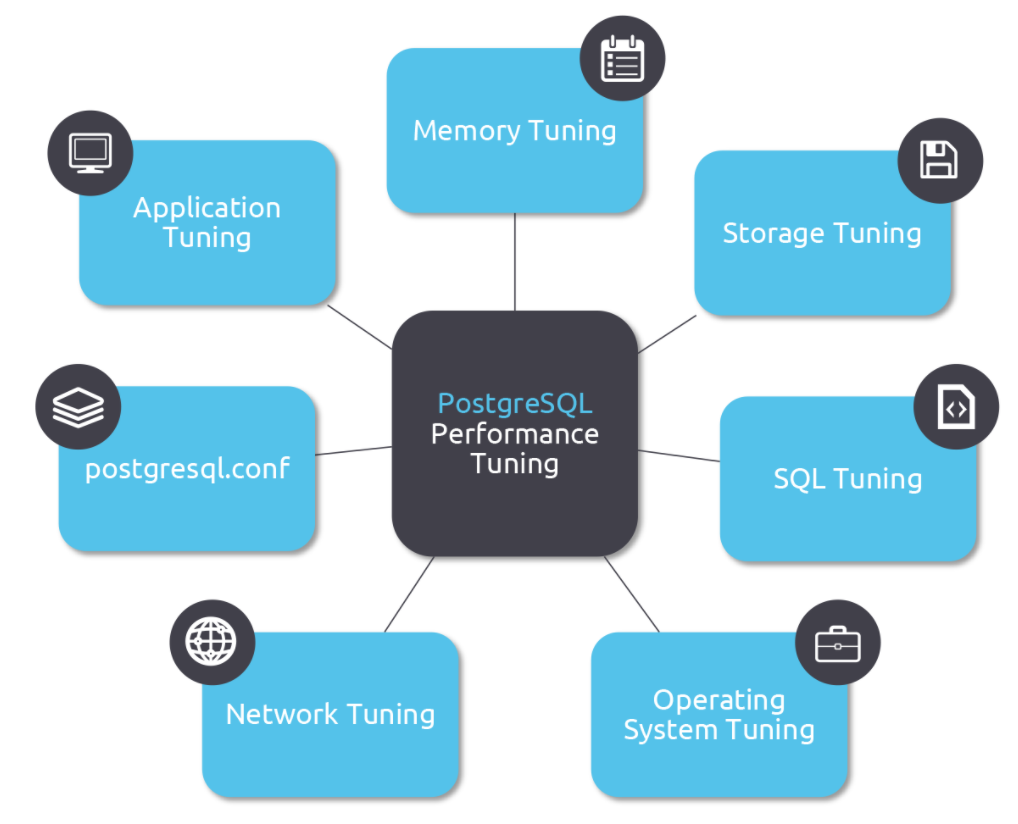 Memory Tuning
Application
Tuning
Storage Tuning
PostgreSQL
Performance
Tuning
postgresql.conf
SQL Tuning
Network Tuning
Operating
System Tuning